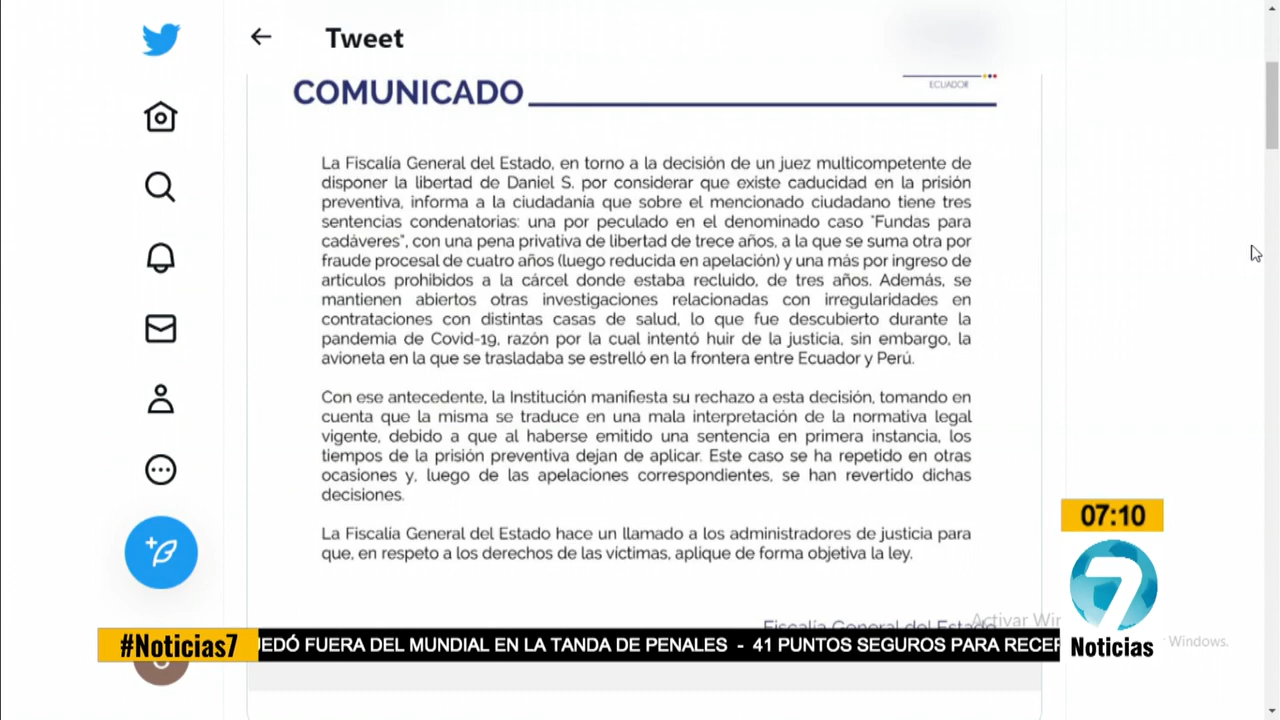 Tweet
COMUNICADO
ECUADOR
La Fiscalía General del Estado, en torno a la decisión de un juez multicompetente de
disponer la libertad de Daniel S. por considerar que existe caducidad en la prisión
preventiva, informa a la ciudadanía que sobre el mencionado ciudadano tiene tres
sentencias condenatorias: una por peculado en el denominado caso "Fundas para
cadáveres", con una pena privativa de libertad de trece años, a la que se suma otra por
fraude procesal de cuatro años (luego reducida en apelación) y una más por ingreso de
artículos prohibidos a la cárcel donde estaba recluido, de tres años. Además, se
mantienen abiertos otras investigaciones relacionadas con irregularidades en
contrataciones con distintas casas de salud, lo que fue descubierto durante la
pandemia de Covid-19, razón por la cual intentó huir de la justicia, sin embargo, la
avioneta en la que se trasladaba se estrelló en la frontera entre Ecuador y Perú.
Con ese antecedente, la Institución manifiesta su rechazo a esta decisión, tomando en
cuenta que la misma se traduce en una mala interpretación de la normativa legal
vigente, debido a que al haberse emitido una sentencia en primera instancia, los
tiempos de la prisión preventiva dejan de aplicar. Este caso se ha repetido en otras
ocasiones y, luego de las apelaciones correspondientes, se han revertido dichas
decisiones.
La Fiscalía General del Estado hace un llamado a los administradores de justicia para
que, en respeto a los derechos de las víctimas, aplique de forma objetiva la ley.
07:10
7
Noticias
Fiscalía General del Estado
Activar Wi
Windows.
#Noticias7
UEDÓ FUERA DEL MUNDIAL EN LA TANDA DE PENALES - 41 PUNTOS SEGUROS PARA RECEP